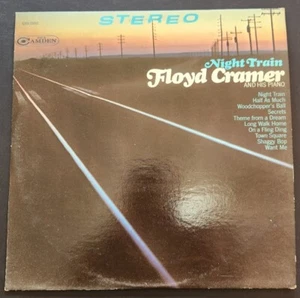 STEREO
CAMDEN
Night Train
Floyd Cramer
AND HIS PIANO
Night Train
Half As Much
Woodchopper's Ball
Secrets
Theme from a Dream
Long Walk Home
On a Fling Ding
Town Square
Shaggy Boy
Want Me